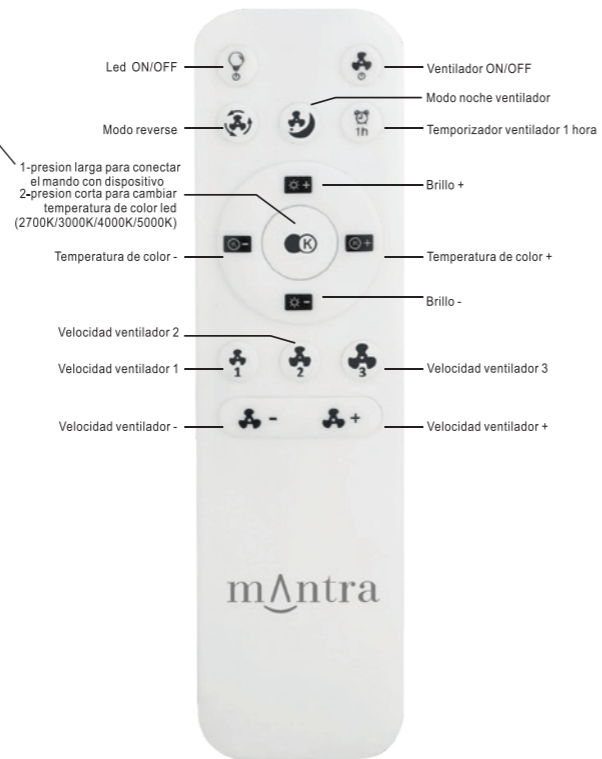 Led ON/OFF
Ventilador ON/OFF
Modo noche ventilador
Modo reverse
1h
Temporizador ventilador 1 hora
1-presion larga para conectar
el mando con dispositivo
2-presion corta para cambiar
temperatura de color led
(2700K/3000K/4000K/5000K)
+
Brillo +
K -
K
K +
Temperatura de color -
Temperatura de color +
-
Brillo -
Velocidad ventilador 2
Velocidad ventilador 1
1
2
3
Velocidad ventilador 3
Velocidad ventilador -
-
+
Velocidad ventilador +
mantra